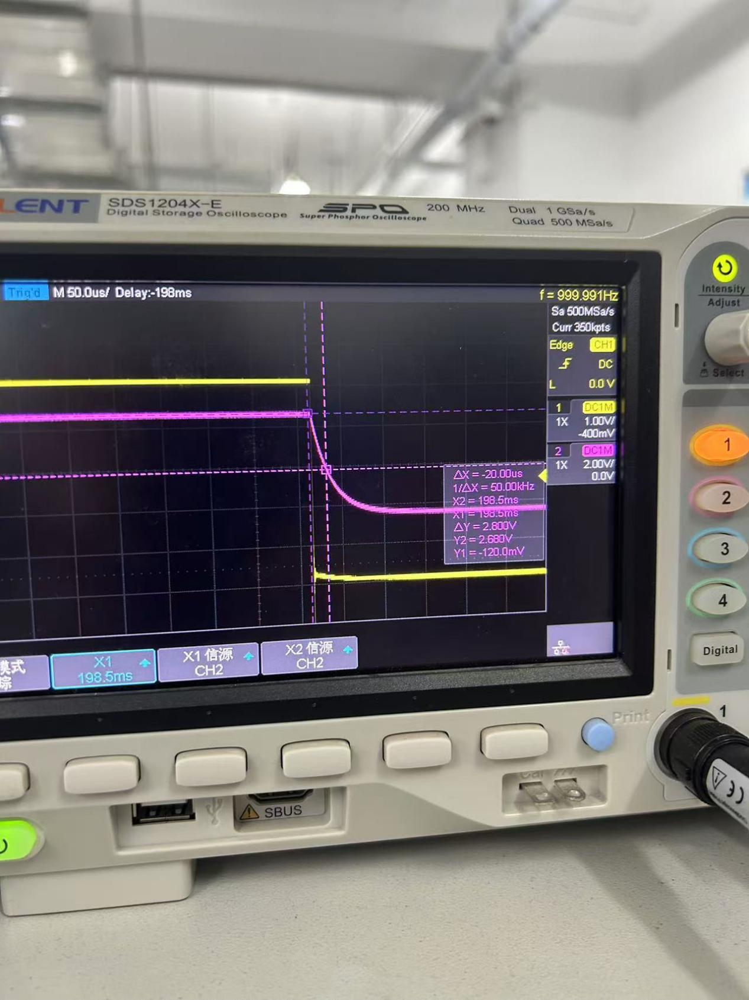 LENT
SDS1204X-E
Digital Storage Oscilloscope
SPO
Super Phosphor Oscilloscope
200 MHz
Dual 1 GSa/s
Quad 500 MSa/s
Trig'd M 50.0us/ Delay:-198ms
f = 999.991Hz
Sa 500MSa/s
Curr 350kpts
Edge CH1
DC
L 0.0 V
1 DC1M
1X 1.00V/
-400mV
2 DC1M
1X 2.00V/
0.0V
ΔX = -20.00us
1/ΔX = 50.00kHz
X2 = 198.5ms
X1 = 198.5ms
ΔY = 2.800V
Y2 = 2.680V
Y1 = -120.0mV
模式
踪
X1
198.5ms
X1 信源
CH2
X2 信源
CH2
Intensity
Adjust
Select
1
2
3
4
Digital
Print
1
Cal
SBUS
CE